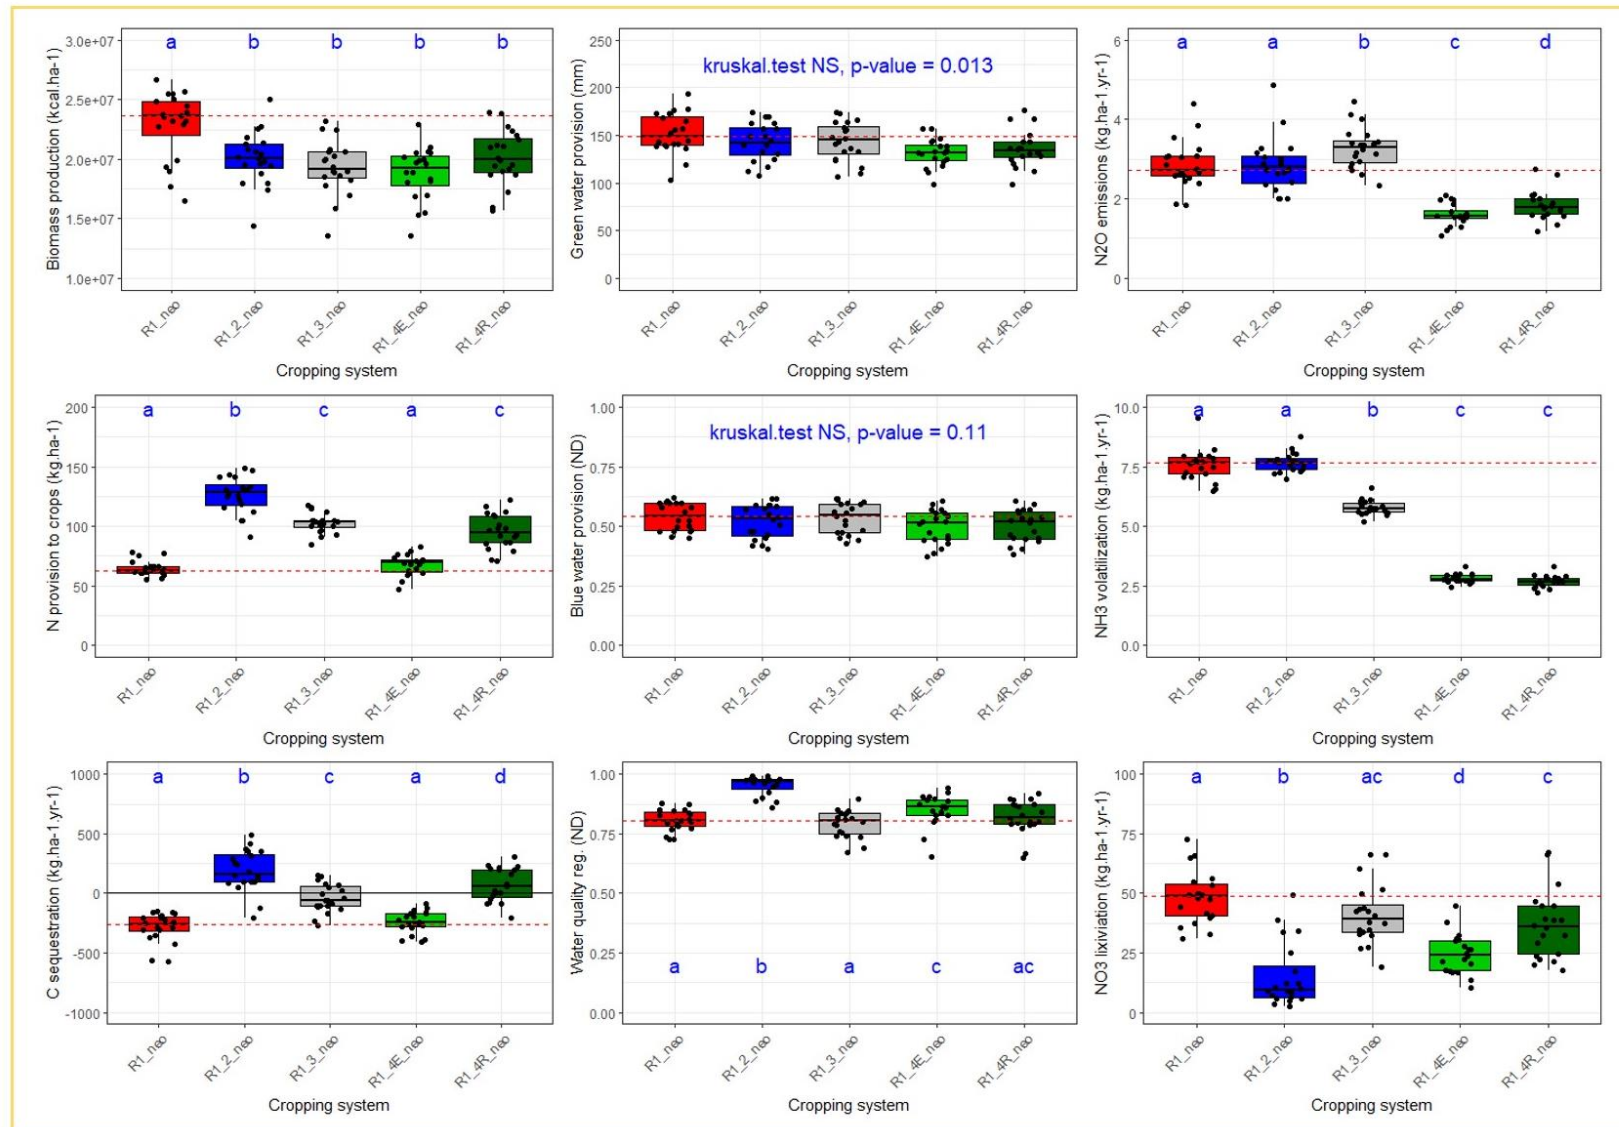 Biomass production (kcal.ha-1)
3.0e+07
2.5e+07
2.0e+07
1.5e+07
1.0e+07
a b b b b
R1_neo R1_2_neo R1_3_neo R1_4E_neo R1_4R_neo
Cropping system
Green water provision (mm)
250
200
150
100
50
0
kruskal.test NS, p-value = 0.013
R1_neo R1_2_neo R1_3_neo R1_4E_neo R1_4R_neo
Cropping system
N2O emissions (kg.ha-1.yr-1)
6
4
2
0
a a b c d
R1_neo R1_2_neo R1_3_neo R1_4E_neo R1_4R_neo
Cropping system
N provision to crops (kg.ha-1)
200
150
100
50
0
a b c a c
R1_neo R1_2_neo R1_3_neo R1_4E_neo R1_4R_neo
Cropping system
Blue water provision (ND)
1.00
0.75
0.50
0.25
0.00
kruskal.test NS, p-value = 0.11
R1_neo R1_2_neo R1_3_neo R1_4E_neo R1_4R_neo
Cropping system
NH3 volatilization (kg.ha-1.yr-1)
10.0
7.5
5.0
2.5
0.0
a a b c c
R1_neo R1_2_neo R1_3_neo R1_4E_neo R1_4R_neo
Cropping system
C sequestration (kg.ha-1.yr-1)
1000
500
0
-500
-1000
a b c a d
R1_neo R1_2_neo R1_3_neo R1_4E_neo R1_4R_neo
Cropping system
Water quality reg. (ND)
1.00
0.75
0.50
0.25
0.00
a b a c ac
R1_neo R1_2_neo R1_3_neo R1_4E_neo R1_4R_neo
Cropping system
NO3 lixiviation (kg.ha-1.yr-1)
100
75
50
25
0
a b ac d c
R1_neo R1_2_neo R1_3_neo R1_4E_neo R1_4R_neo
Cropping system